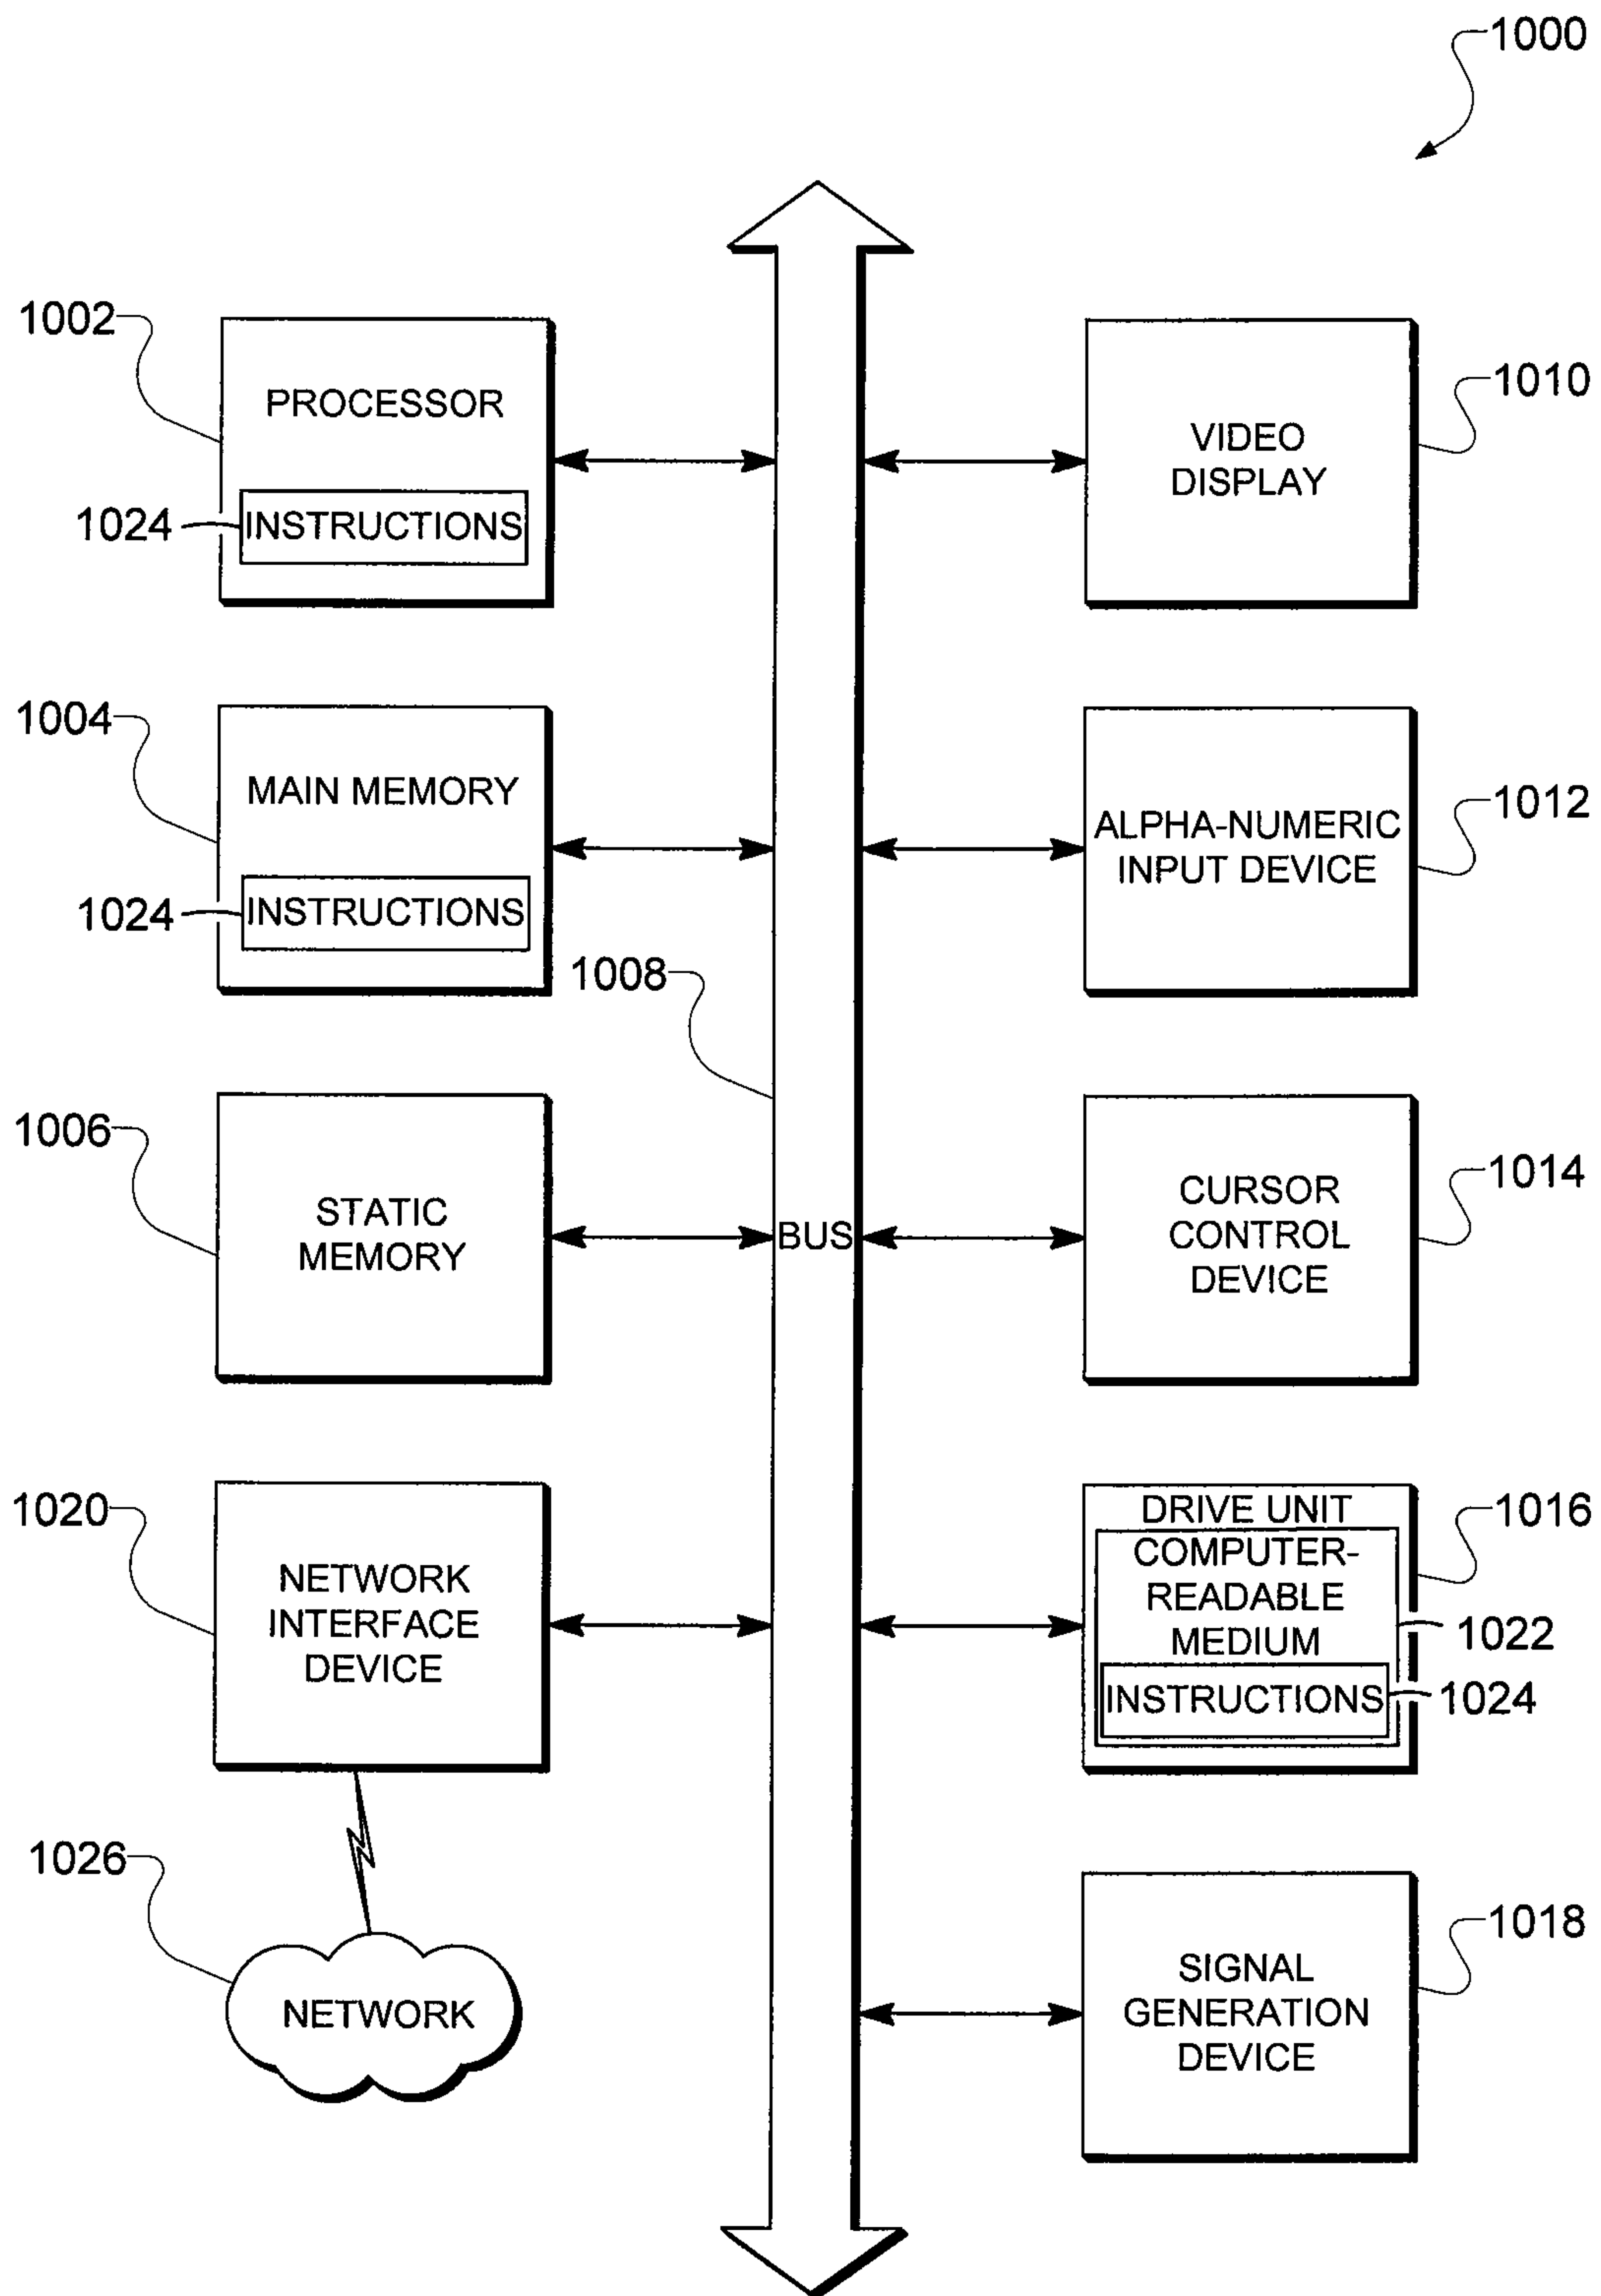 1000
1002
PROCESSOR
1024
INSTRUCTIONS
1010
VIDEO
DISPLAY
1004
MAIN MEMORY
1024
INSTRUCTIONS
1012
ALPHA-NUMERIC
INPUT DEVICE
1008
1006
STATIC
MEMORY
BUS
1014
CURSOR
CONTROL
DEVICE
1020
NETWORK
INTERFACE
DEVICE
DRIVE UNIT
1016
COMPUTER-
READABLE
MEDIUM
1022
INSTRUCTIONS
1024
1026
NETWORK
1018
SIGNAL
GENERATION
DEVICE